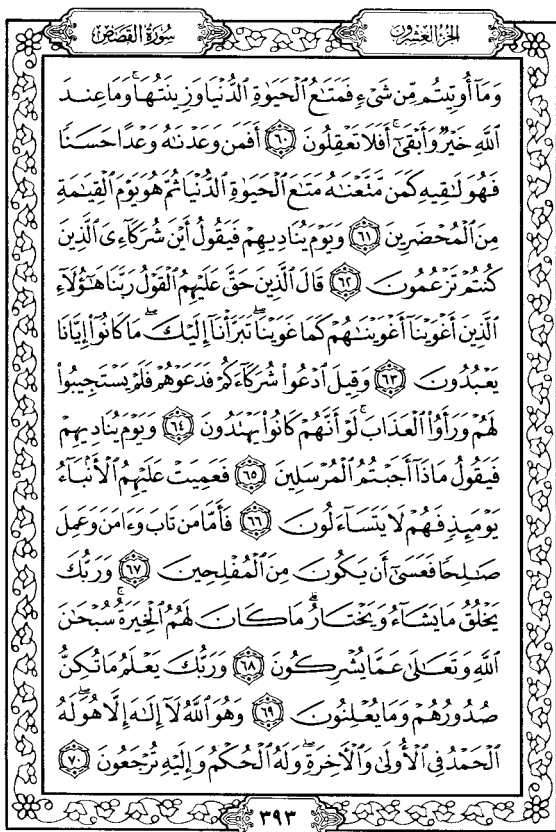 سُورَةُ القَصَصِ
الجُزْءُ العِشْرُونَ
وَمَآ أُوتِيتُم مِّن شَىْءٍ فَمَتَٰعُ ٱلْحَيَوٰةِ ٱلدُّنْيَا وَزِينَتُهَا ۚ وَمَا عِندَ
ٱللَّهِ خَيْرٌ وَأَبْقَىٰٓ ۚ أَفَلَا تَعْقِلُونَ ٦٠ أَفَمَن وَعَدْنَٰهُ وَعْدًا حَسَنًا
فَهُوَ لَٰقِيهِ كَمَن مَّتَّعْنَٰهُ مَتَٰعَ ٱلْحَيَوٰةِ ٱلدُّنْيَا ثُمَّ هُوَ يَوْمَ ٱلْقِيَٰمَةِ
مِنَ ٱلْمُحْضَرِينَ ٦١ وَيَوْمَ يُنَادِيهِمْ فَيَقُولُ أَيْنَ شُرَكَآءِىَ ٱلَّذِينَ
كُنتُمْ تَزْعُمُونَ ٦٢ قَالَ ٱلَّذِينَ حَقَّ عَلَيْهِمُ ٱلْقَوْلُ رَبَّنَا هَٰٓؤُلَآءِ
ٱلَّذِينَ أَغْوَيْنَآ أَغْوَيْنَٰهُمْ كَمَا غَوَيْنَا ۖ تَبَرَّأْنَآ إِلَيْكَ ۖ مَا كَانُوٓا۟ إِيَّانَا
يَعْبُدُونَ ٦٣ وَقِيلَ ٱدْعُوا۟ شُرَكَآءَكُمْ فَدَعَوْهُمْ فَلَمْ يَسْتَجِيبُوا۟
لَهُمْ وَرَأَوُا۟ ٱلْعَذَابَ ۚ لَوْ أَنَّهُمْ كَانُوا۟ يَهْتَدُونَ ٦٤ وَيَوْمَ يُنَادِيهِمْ
فَيَقُولُ مَاذَآ أَجَبْتُمُ ٱلْمُرْسَلِينَ ٦٥ فَعَمِيَتْ عَلَيْهِمُ ٱلْأَنۢبَآءُ
يَوْمَئِذٍ فَهُمْ لَا يَتَسَآءَلُونَ ٦٦ فَأَمَّا مَن تَابَ وَءَامَنَ وَعَمِلَ
صَٰلِحًا فَعَسَىٰٓ أَن يَكُونَ مِنَ ٱلْمُفْلِحِينَ ٦٧ وَرَبُّكَ
يَخْلُقُ مَا يَشَآءُ وَيَخْتَارُ ۗ مَا كَانَ لَهُمُ ٱلْخِيَرَةُ ۚ سُبْحَٰنَ
ٱللَّهِ وَتَعَٰلَىٰ عَمَّا يُشْرِكُونَ ٦٨ وَرَبُّكَ يَعْلَمُ مَا تُكِنُّ
صُدُورُهُمْ وَمَا يُعْلِنُونَ ٦٩ وَهُوَ ٱللَّهُ لَآ إِلَٰهَ إِلَّا هُوَ ۖ لَهُ
ٱلْحَمْدُ فِى ٱلْأُولَىٰ وَٱلْءَاخِرَةِ ۖ وَلَهُ ٱلْحُكْمُ وَإِلَيْهِ تُرْجَعُونَ ٧٠
٣٩٣